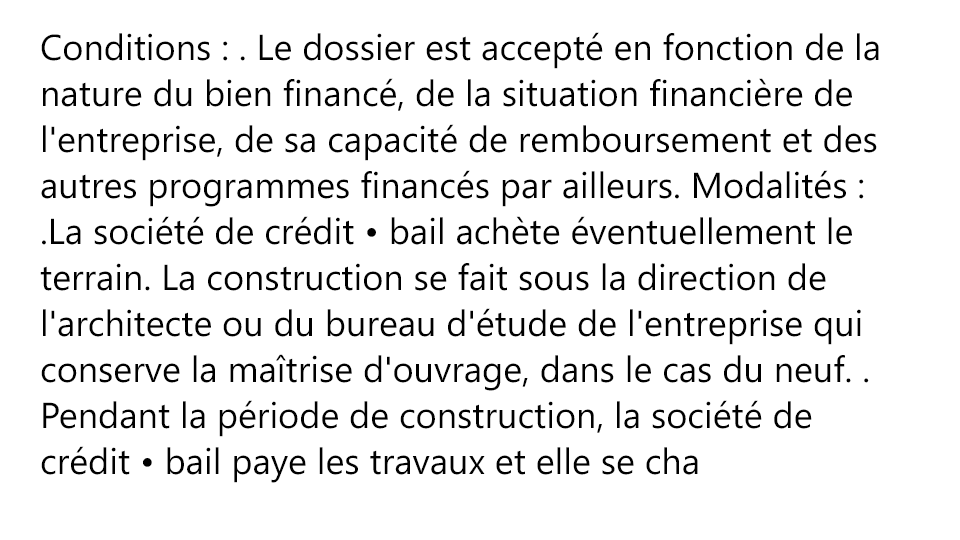 Conditions : . Le dossier est accepté en fonction de la
nature du bien financé, de la situation financière de
l'entreprise, de sa capacité de remboursement et des
autres programmes financés par ailleurs. Modalités :
.La société de crédit • bail achète éventuellement le
terrain. La construction se fait sous la direction de
l'architecte ou du bureau d'étude de l'entreprise qui
conserve la maîtrise d'ouvrage, dans le cas du neuf. .
Pendant la période de construction, la société de
crédit • bail paye les travaux et elle se cha